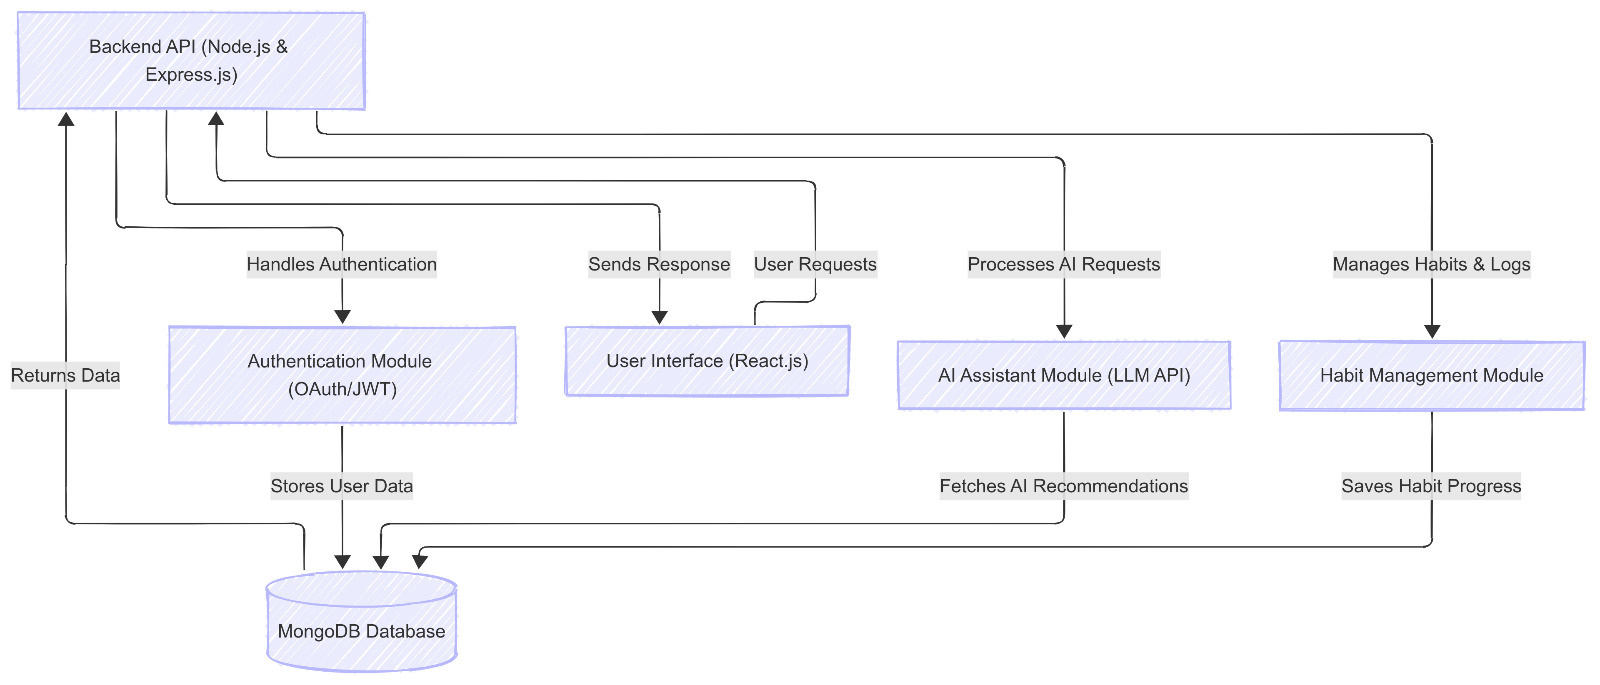 Backend API (Node.js &
Express.js)
Handles Authentication
Sends Response
User Requests
Processes AI Requests
Manages Habits & Logs
Returns Data
Authentication Module
(OAuth/JWT)
User Interface (React.js)
AI Assistant Module (LLM API)
Habit Management Module
Stores User Data
Fetches AI Recommendations
Saves Habit Progress
MongoDB Database